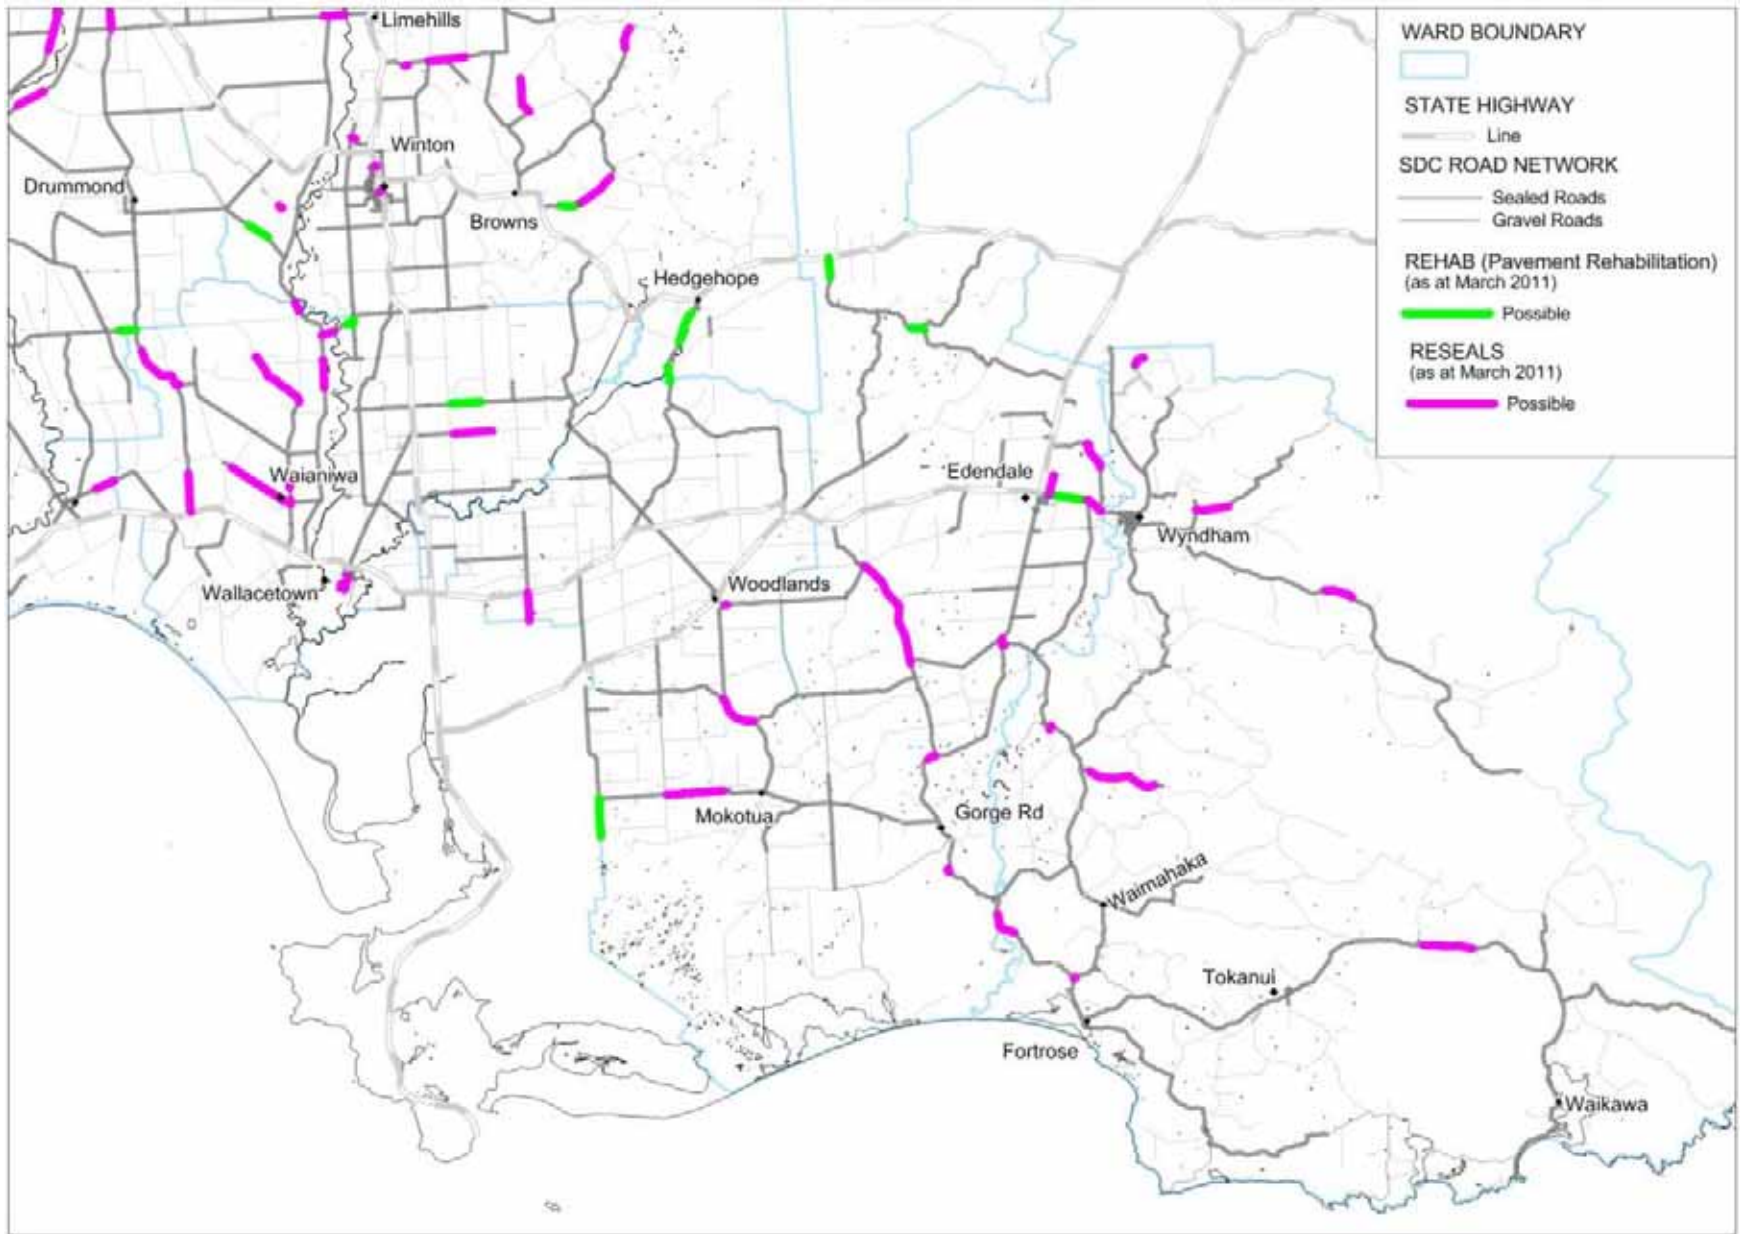 Limehills
Winton
Drummond
Browns
Hedgehope
Waianiwa
Edendale
Wyndham
Wallacetown
Woodlands
Mokotua
Gorge Rd
Waimahaka
Tokanui
Fortrose
Waikawa
WARD BOUNDARY
STATE HIGHWAY
Line
SDC ROAD NETWORK
Sealed Roads
Gravel Roads
REHAB (Pavement Rehabilitation)
(as at March 2011)
Possible
RESEALS
(as at March 2011)
Possible